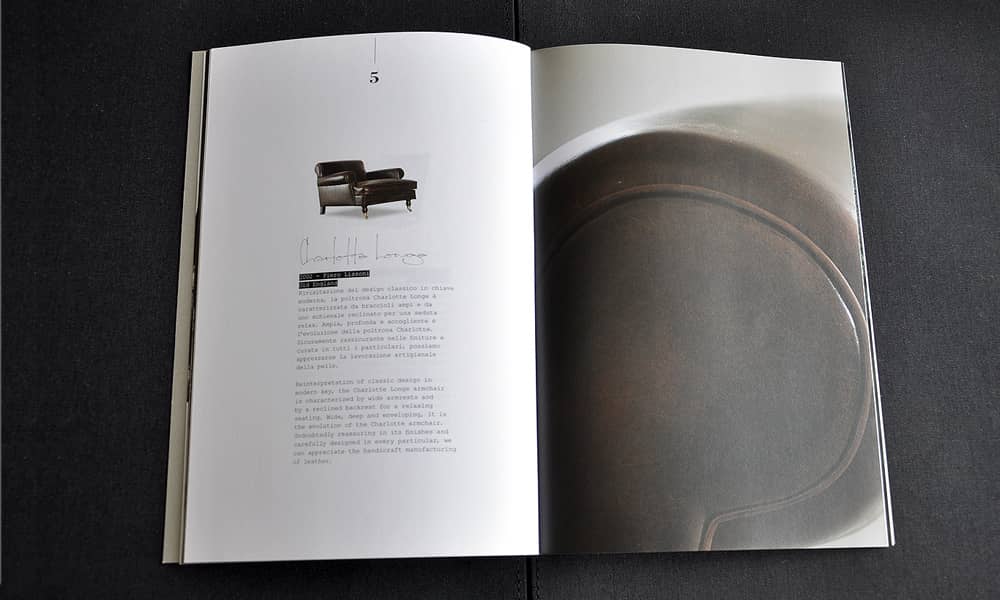 5
Charlotte Longe
2002 - Piero Lissoni
Old England
Rivisitazione del design classico in chiave
moderna, la poltrona Charlotte Longe è
caratterizzata da braccioli ampi e da
uno schienale reclinato per una seduta
relax. Ampia, profonda e accogliente è
l'evoluzione della poltrona Charlotte.
Sicuramente rassicurante nelle finiture e
curata in tutti i particolari, possiamo
apprezzarne la lavorazione artigianale
della pelle.
Reinterpretation of classic design in
modern key, the Charlotte Longe armchair
is characterized by wide armrests and
by a reclined backrest for a relaxing
seating. Wide, deep and enveloping, it is
the evolution of the Charlotte armchair.
Undoubtedly reassuring in its finishes and
carefully designed in every particular, we
can appreciate the handicraft manufacturing
of leather.